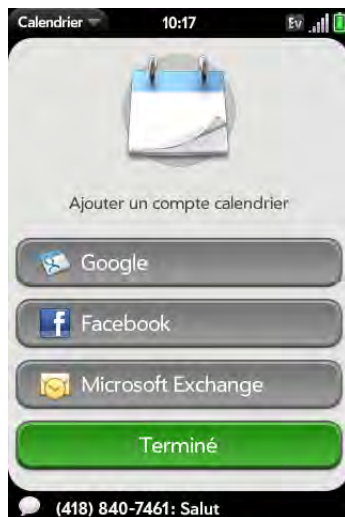 Calendrier 10:17 Ev
Ajouter un compte calendrier
Google
Facebook
Microsoft Exchange
Terminé
(418) 840-7461: Salut